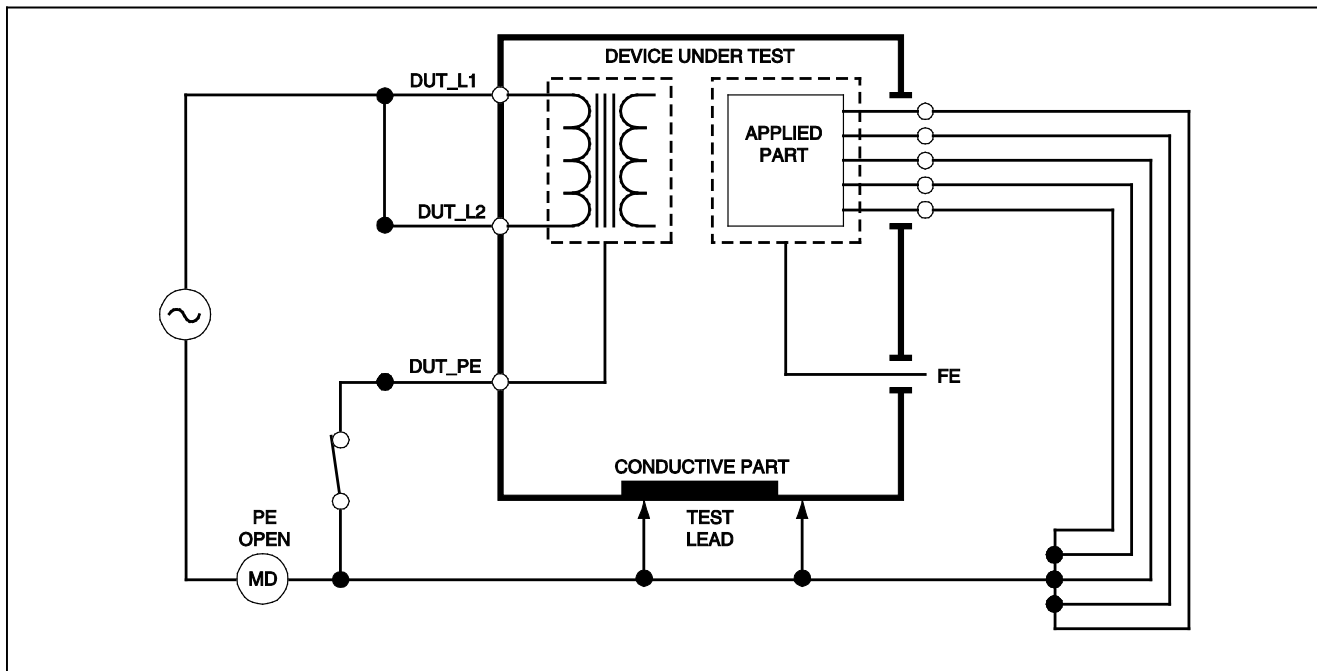 DEVICE UNDER TEST
DUT_L1
APPLIED
PART
DUT_L2
DUT_PE
FE
CONDUCTIVE PART
TEST
LEAD
PE
OPEN
MD